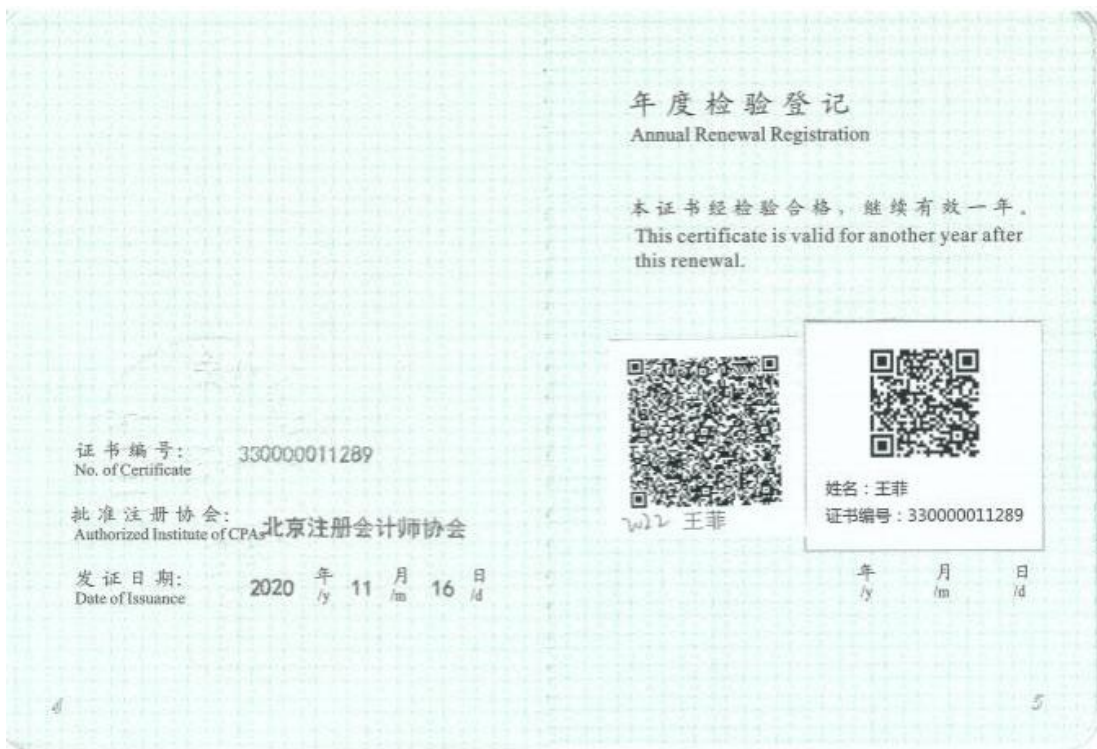 证书编号: 330000011289
No. of Certificate
批准注册协会: 北京注册会计师协会
Authorized Institute of CPAs
发证日期: 2020 年 11 月 16 日
Date of Issuance /y /m /d
4
年度检验登记
Annual Renewal Registration
本证书经检验合格，继续有效一年.
This certificate is valid for another year after
this renewal.
2022 王菲
姓名：王菲
证书编号：330000011289
年 月 日
/y /m /d
5